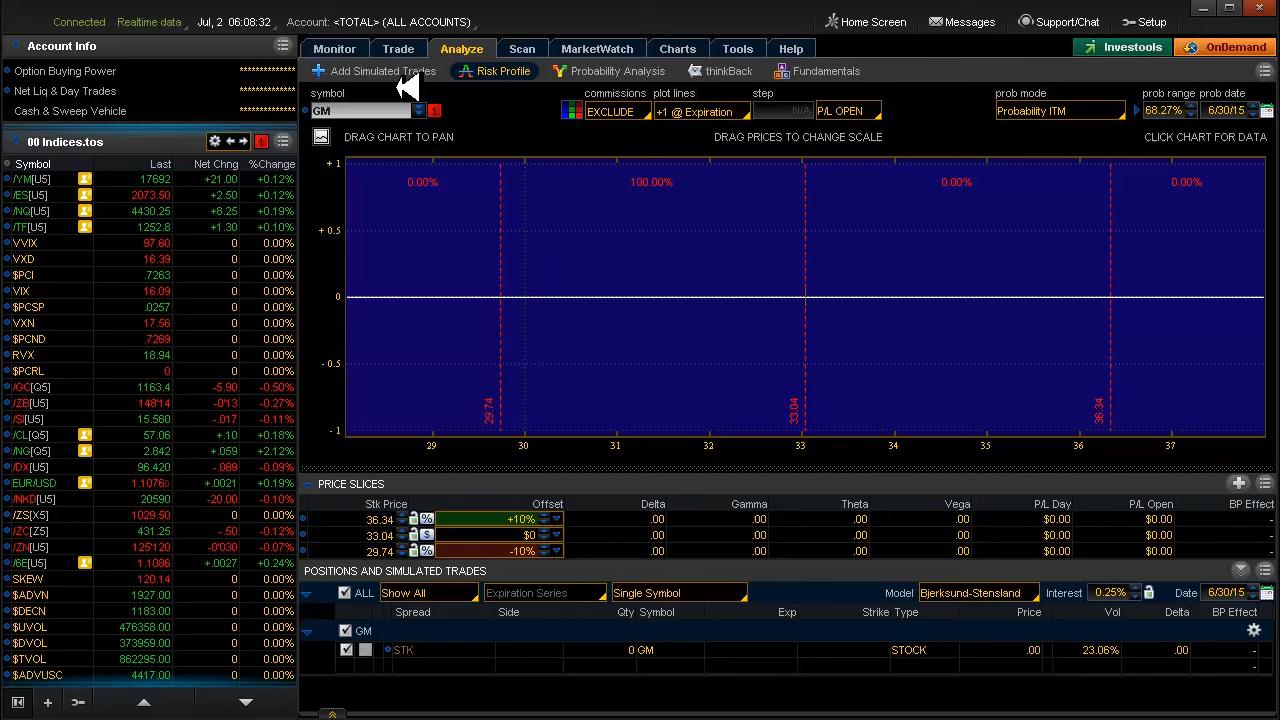 Connected Realtime data Jul, 2 06:08:32 Account: <TOTAL> (ALL ACCOUNTS) Home Screen Messages Support/Chat Setup
Account Info
Option Buying Power *************
Net Liq & Day Trades *************
Cash & Sweep Vehicle *************
00 Indices.tos 1
Symbol Last Net Chng %Change
/YM[U5] 17692 +21.00 +0.12%
/ES[U5] 2073.50 +2.50 +0.12%
/NQ[U5] 4430.25 +8.25 +0.19%
/TF[U5] 1252.8 +1.30 +0.10%
VVIX 97.60 0 0.00%
VXD 16.39 0 0.00%
$PCI .7263 0 0.00%
VIX 16.09 0 0.00%
$PCSP .0257 0 0.00%
VXN 17.56 0 0.00%
$PCND .7269 0 0.00%
RVX 18.94 0 0.00%
$PCRL 0 0 0.00%
/GC[Q5] 1163.4 -5.90 -0.50%
/ZB[U5] 148'14 -0'13 -0.27%
/SI[U5] 15.560 -.017 -0.11%
/CL[Q5] 57.06 +.10 +0.18%
/NG[Q5] 2.842 +.059 +2.12%
/DX[U5] 96.420 -.089 -0.09%
EUR/USD 1.10760 +.0021 +0.19%
/NKD[U5] 20590 -20.00 -0.10%
/ZS[X5] 1029.50 0 0.00%
/ZC[Z5] 431.25 -.50 -0.12%
/ZN[U5] 125'120 -0'030 -0.07%
/6E[U5] 1.1086 +.0027 +0.24%
SKEW 120.14 0 0.00%
$ADVN 1927.00 0 0.00%
$DECN 1183.00 0 0.00%
$UVOL 476358.00 0 0.00%
$DVOL 373959.00 0 0.00%
$TVOL 862295.00 0 0.00%
$ADVUSC 4417.00 0 0.00%
Monitor Trade Analyze Scan MarketWatch Charts Tools Help Investools OnDemand
Add Simulated Trades Risk Profile Probability Analysis thinkBack Fundamentals
symbol commissions plot lines step prob mode prob range prob date
GM 1 EXCLUDE +1 @ Expiration N/A P/L OPEN Probability ITM 68.27% 6/30/15
DRAG CHART TO PAN DRAG PRICES TO CHANGE SCALE CLICK CHART FOR DATA
+ 1
0.00% 100.00% 0.00% 0.00%
+ 0.5
0
- 0.5
29.74 33.04 36.34
- 1
29 30 31 32 33 34 35 36 37
PRICE SLICES
Stk Price Offset Delta Gamma Theta Vega P/L Day P/L Open BP Effect
36.34 % +10% .00 .00 .00 .00 $0.00 $0.00 -
33.04 $ $0 .00 .00 .00 .00 $0.00 $0.00 -
29.74 % -10% .00 .00 .00 .00 $0.00 $0.00 -
POSITIONS AND SIMULATED TRADES
ALL Show All Expiration Series Single Symbol Model Bjerksund-Stensland Interest 0.25% Date 6/30/15
Spread Side Qty Symbol Exp Strike Type Price Vol Delta BP Effect
GM
STK 0 GM STOCK .00 23.06% .00 -
-